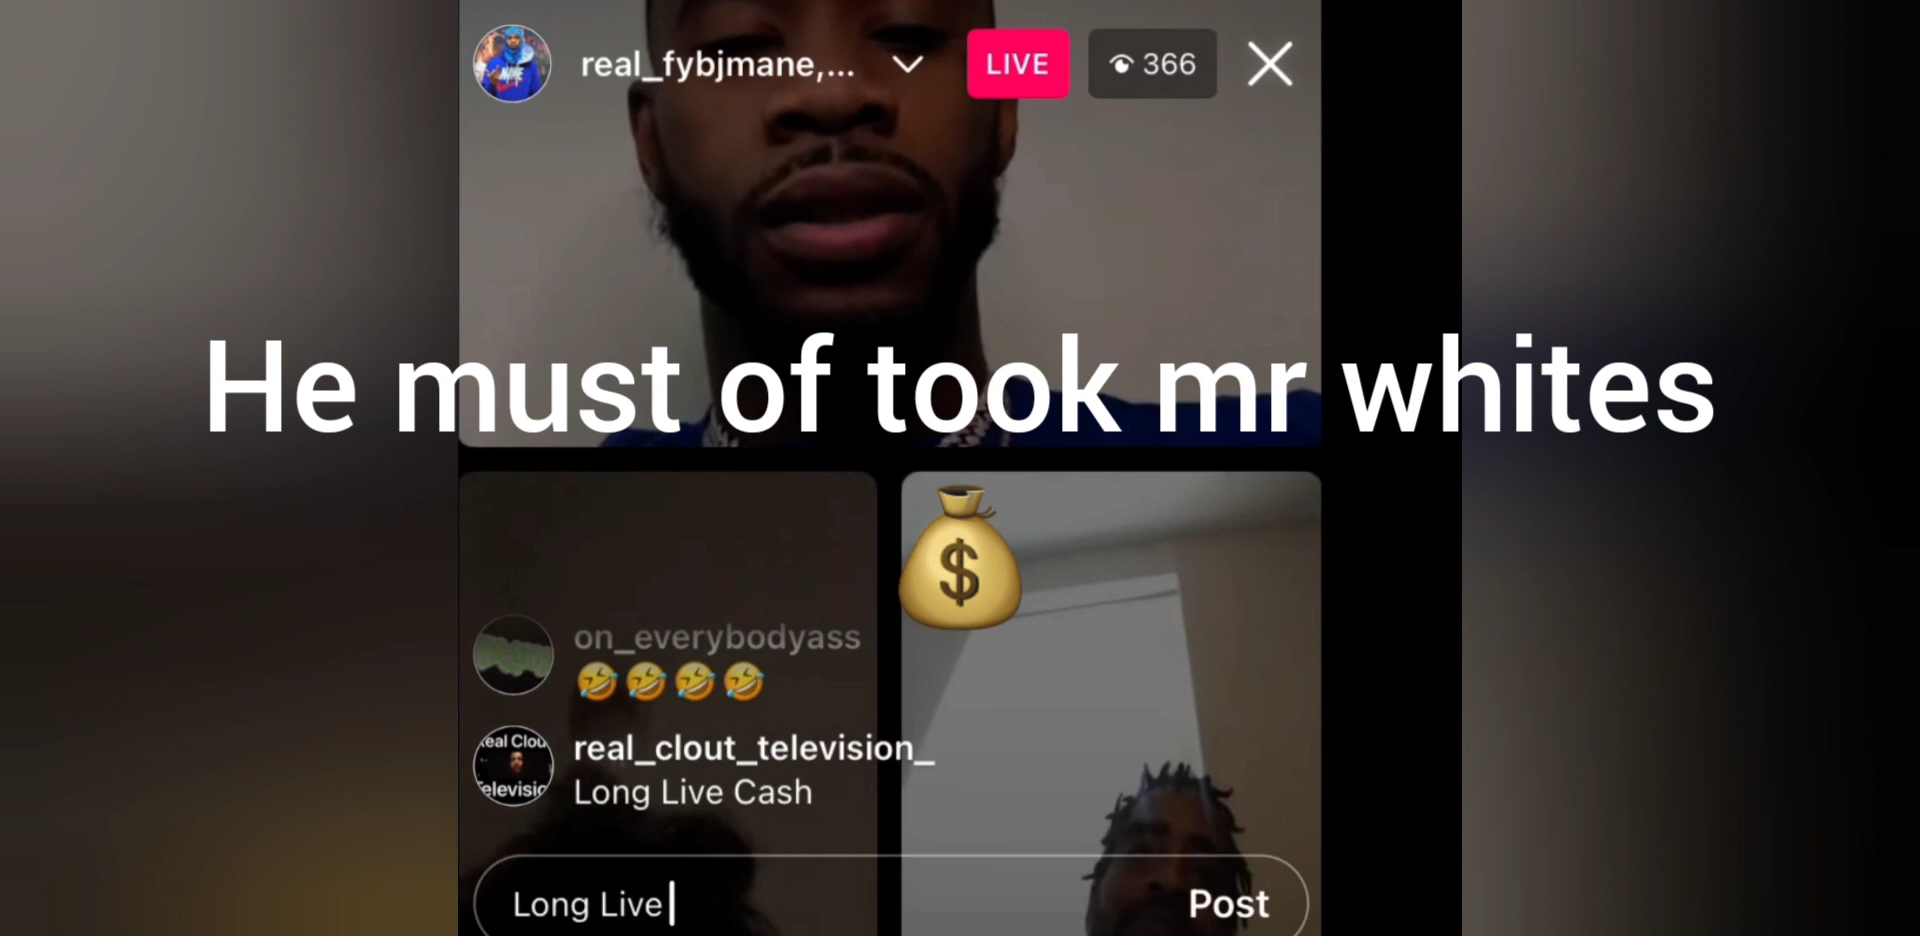 real_fybjmane,...
LIVE
366
He must of took mr whites
on_everybodyass
🤣🤣🤣🤣
real_clout_television_
Long Live Cash
Long Live
Post